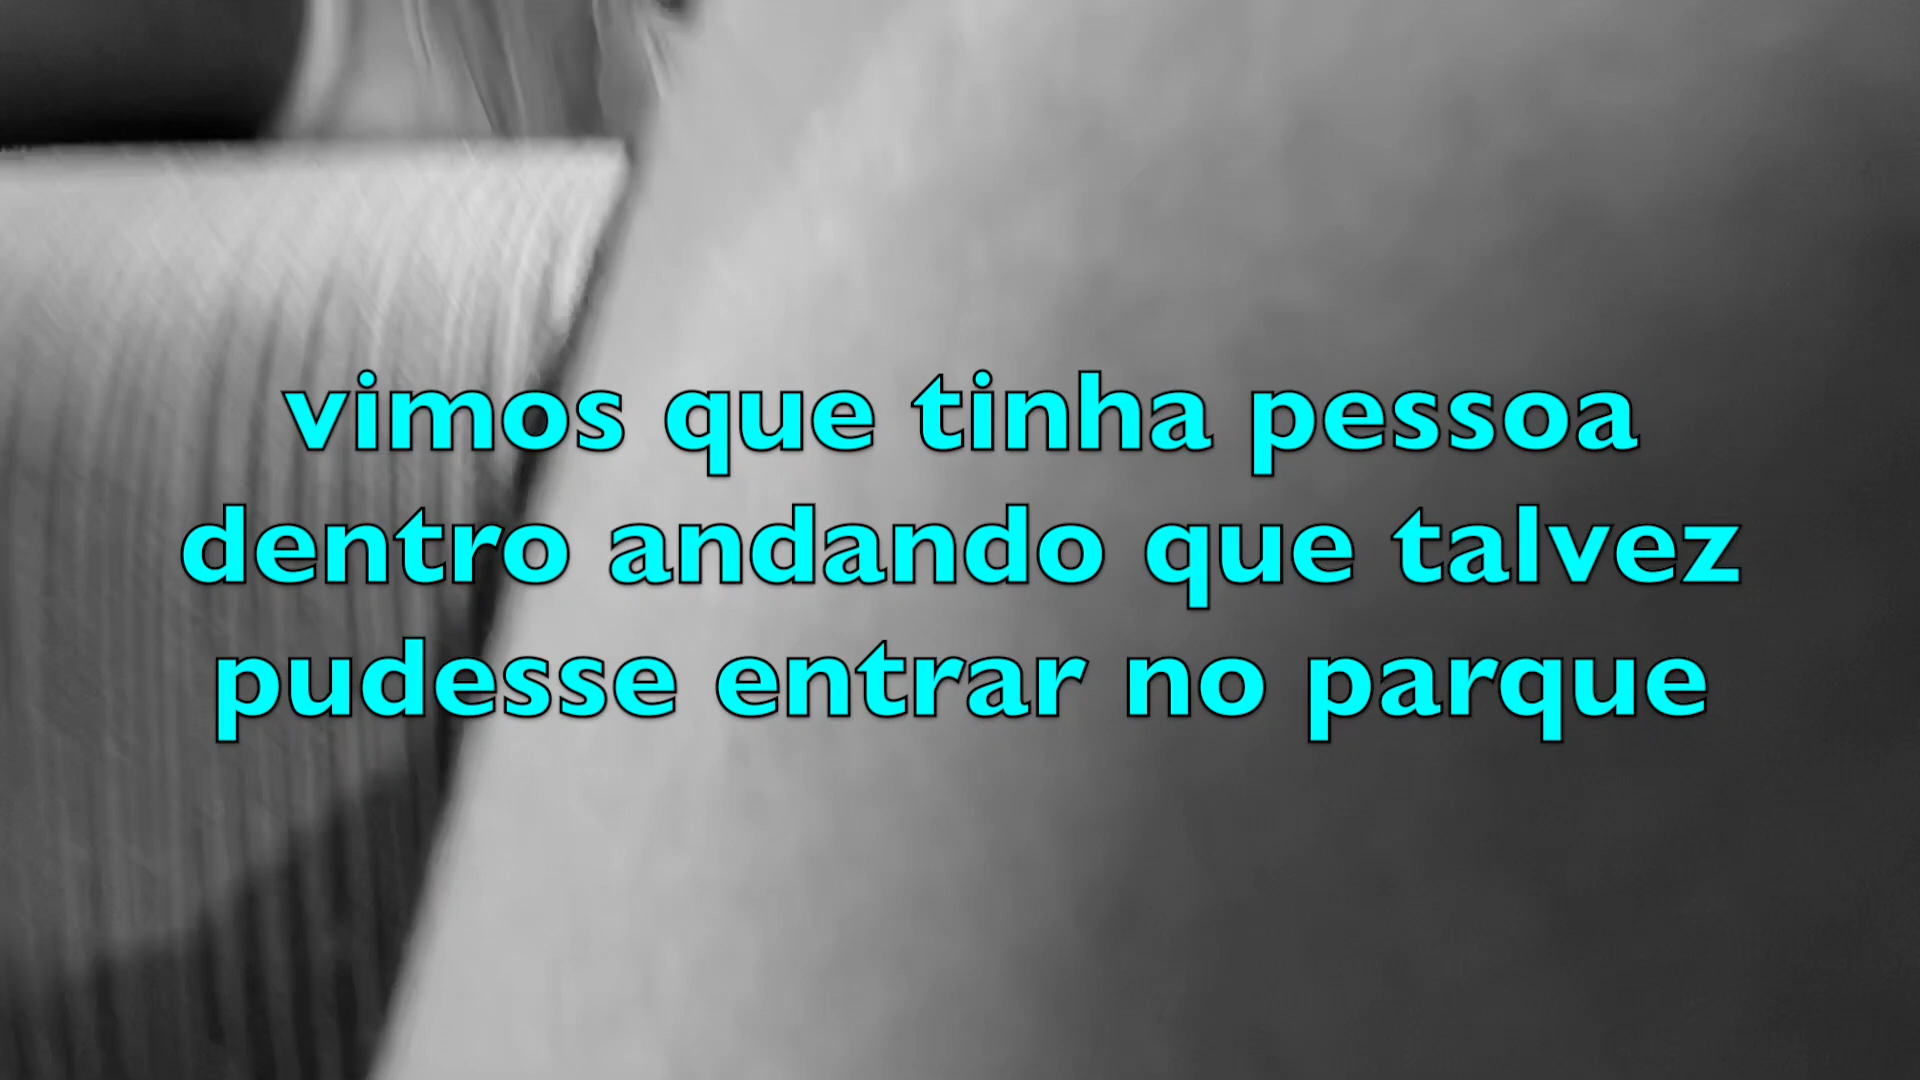 vimos que tinha pessoa
dentro andando que talvez
pudesse entrar no parque